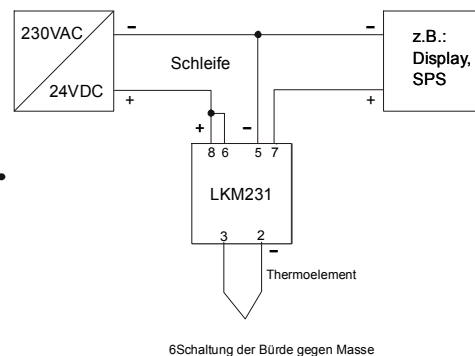 230VAC
24VDC
-
+
Schleife
-
+
z.B.:
Display,
SPS
+
-
8 6 5 7
LKM231
3 2
-
Thermoelement
6Schaltung der Bürde gegen Masse